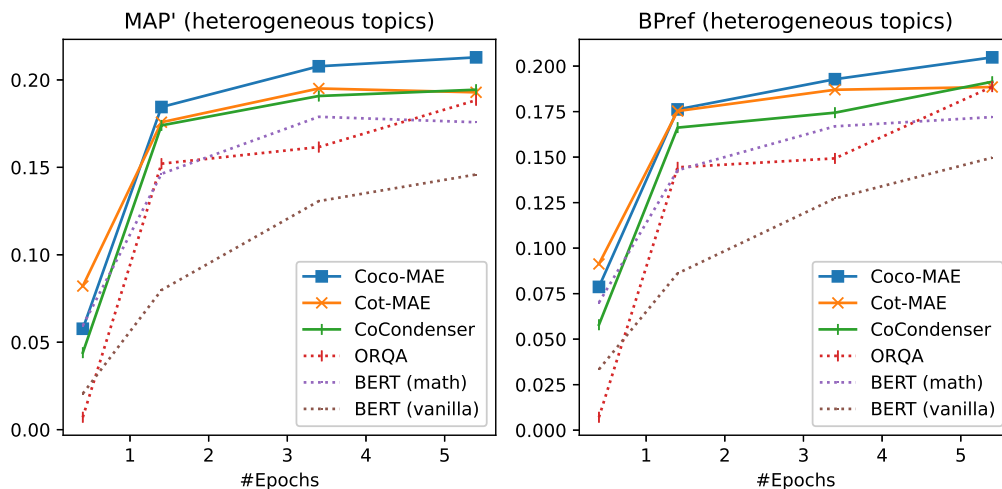 MAP' (heterogeneous topics)
0.20
0.15
0.10
0.05
0.00
Coco-MAE
Cot-MAE
CoCondenser
ORQA
BERT (math)
BERT (vanilla)
1 2 3 4 5
#Epochs
BPref (heterogeneous topics)
0.200
0.175
0.150
0.125
0.100
0.075
0.050
0.025
0.000
Coco-MAE
Cot-MAE
CoCondenser
ORQA
BERT (math)
BERT (vanilla)
1 2 3 4 5
#Epochs